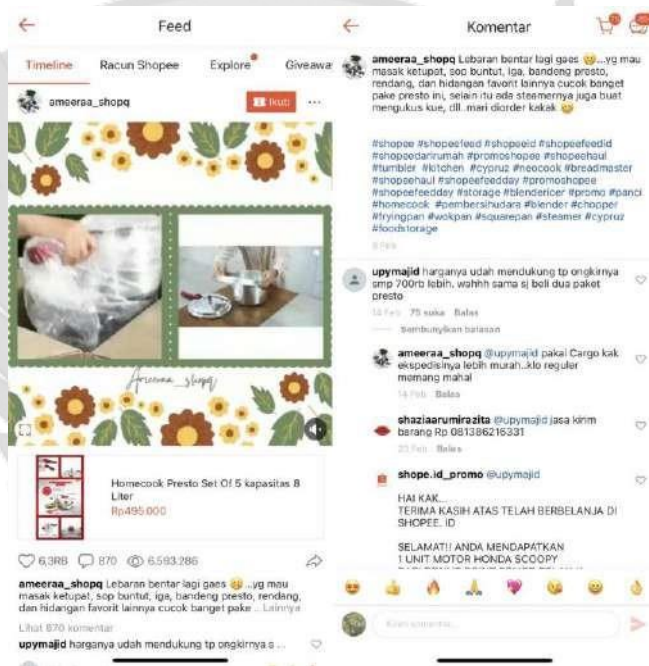 Feed
Timeline Racun Shopee Explore Giveaway
ameeraa_shopq Ikuti
Ameeraa_shopq
Homecook Presto Set Of 5 kapasitas 8
Liter
Rp495.000
6,3RB 870 6.593.286
ameeraa_shopq Lebaran bentar lagi gaes ...yg mau
masak ketupat, sop buntut, iga, bandeng presto,
rendang, dan hidangan favorit lainnya cucok banget pake ... Lainnya
Lihat 870 komentar
upymajid harganya udah mendukung tp ongkirnya s ...
Komentar
ameeraa_shopq Lebaran bentar lagi gaes ...yg mau
masak ketupat, sop buntut, iga, bandeng presto,
rendang, dan hidangan favorit lainnya cucok banget
pake presto ini, selain itu ada steamernya juga buat
mengukus kue, dll..mari diorder kakak
#shopee #shopeefeed #shopeeid #shopeefeedid
#shopeedarirumah #promoshopee #shopeehaul
#tumbler #kitchen #cypruz #neocook #breadmaster
#shopeehaul #shopeefeedday #promoshopee
#shopeefeedday #storage #blendericer #promo #panci
#homecook #pembersihudara #blender #chopper
#fryingpan #wokpan #squarepan #steamer #cypruz
#foodstorage
upymajid harganya udah mendukung tp ongkirnya
smp 700rb lebih. wahhh sama sj beli dua paket
presto
14 Feb 75 suka Balas
Sembunyikan balasan
ameeraa_shopq @upymajid pakai Cargo kak
ekspedisinya lebih murah..klo reguler
memang mahal
14 Feb Balas
shaziaarumirazita @upymajid jasa kirim
barang Rp 081386216331
Balas
shope.id_promo @upymajid
HAI KAK..
TERIMA KASIH ATAS TELAH BERBELANJA DI
SHOPEE. ID
SELAMAT!! ANDA MENDAPATKAN
1 UNIT MOTOR HONDA SCOOPY